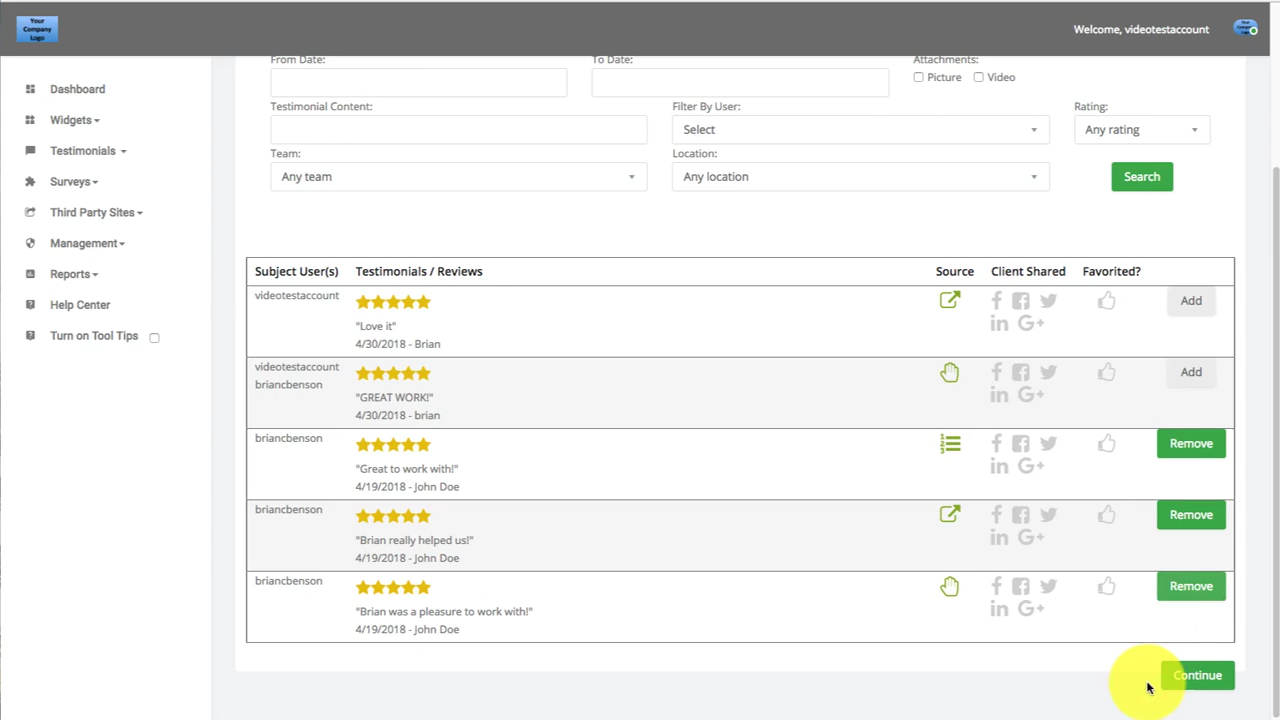 Your
Company
Logo
Welcome, videotestaccount
Dashboard
Widgets
Testimonials
Surveys
Third Party Sites
Management
Reports
Help Center
Turn on Tool Tips
From Date:
To Date:
Attachments:
Picture
Video
Testimonial Content:
Filter By User:
Rating:
Select
Any rating
Team:
Location:
Any team
Any location
Search
Subject User(s) Testimonials / Reviews Source Client Shared Favorited?
videotestaccount
"Love it"
4/30/2018 - Brian
Add
videotestaccount
briancbenson
"GREAT WORK!"
4/30/2018 - brian
Add
briancbenson
"Great to work with!"
4/19/2018 - John Doe
Remove
briancbenson
"Brian really helped us!"
4/19/2018 - John Doe
Remove
briancbenson
"Brian was a pleasure to work with!"
4/19/2018 - John Doe
Remove
Continue